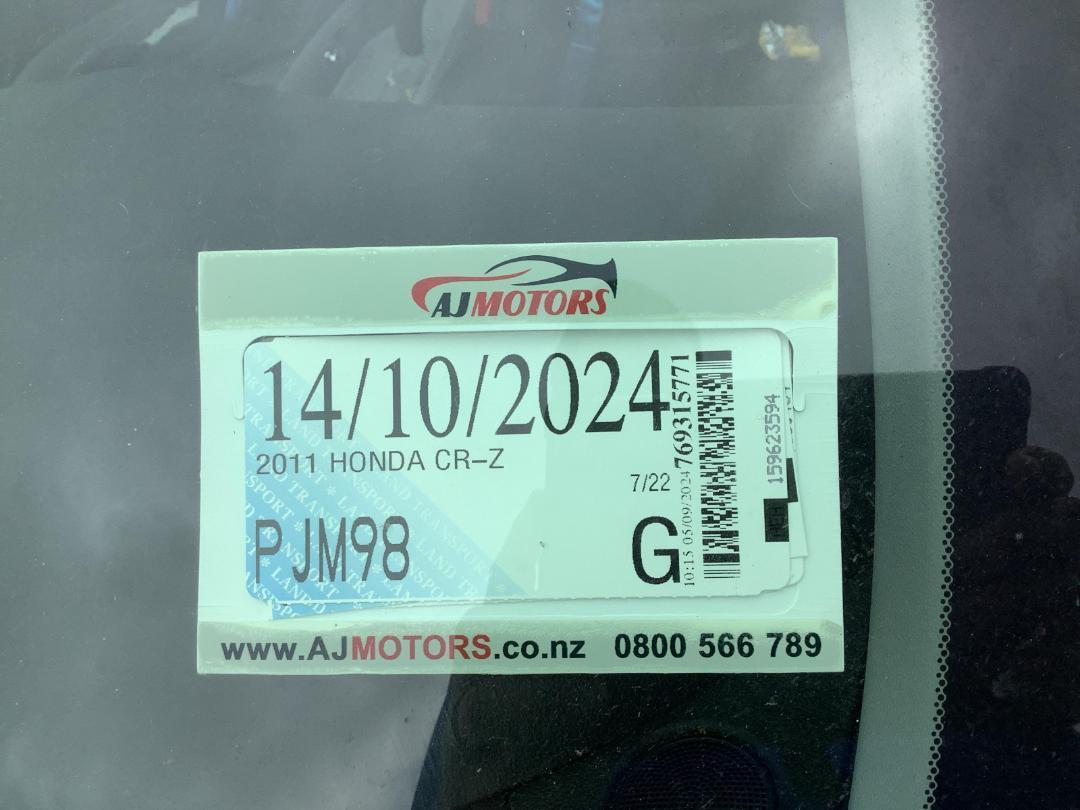 AJMOTORS
14/10/2024
2011 HONDA CR-Z
7/22
PJM98
G
10:15 05/09/2024 769315771
159623594
www.AJMOTORS.co.nz 0800 566 789